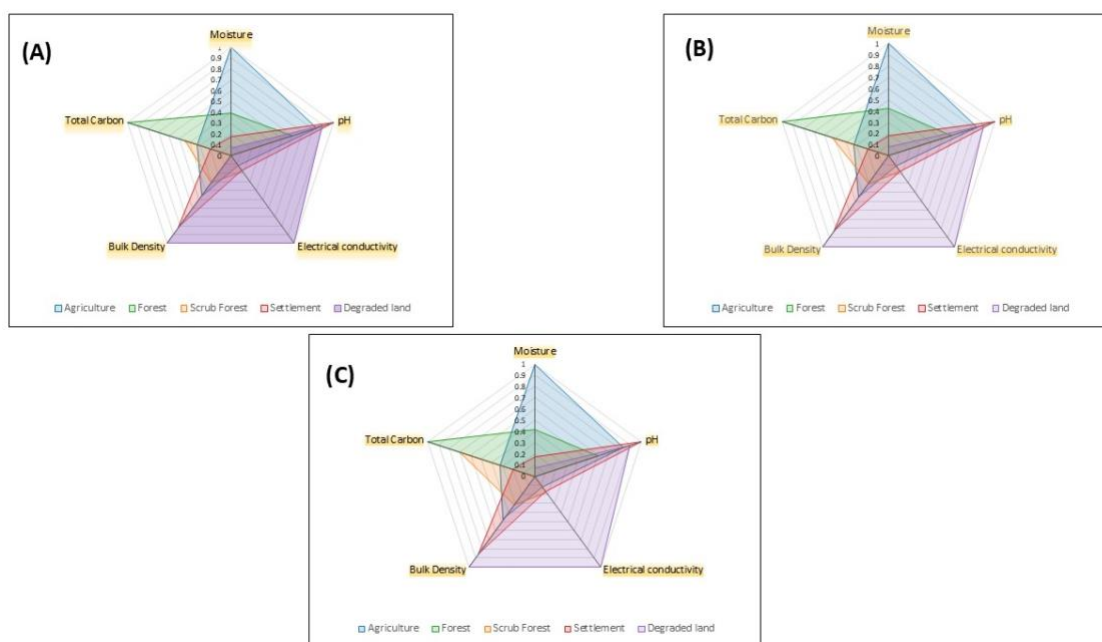 (A)
Moisture
1
0.9
0.8
0.7
0.6
0.5
0.4
0.3
0.2
0.1
0
Total Carbon
pH
Bulk Density
Electrical conductivity
Agriculture Forest Scrub Forest Settlement Degraded land
(B)
Moisture
1
0.9
0.8
0.7
0.6
0.5
0.4
0.3
0.2
0.1
0
Total Carbon
pH
Bulk Density
Electrical conductivity
Agriculture Forest Scrub Forest Settlement Degraded land
(C)
Moisture
1
0.9
0.8
0.7
0.6
0.5
0.4
0.3
0.2
0.1
0
Total Carbon
pH
Bulk Density
Electrical conductivity
Agriculture Forest Scrub Forest Settlement Degraded land